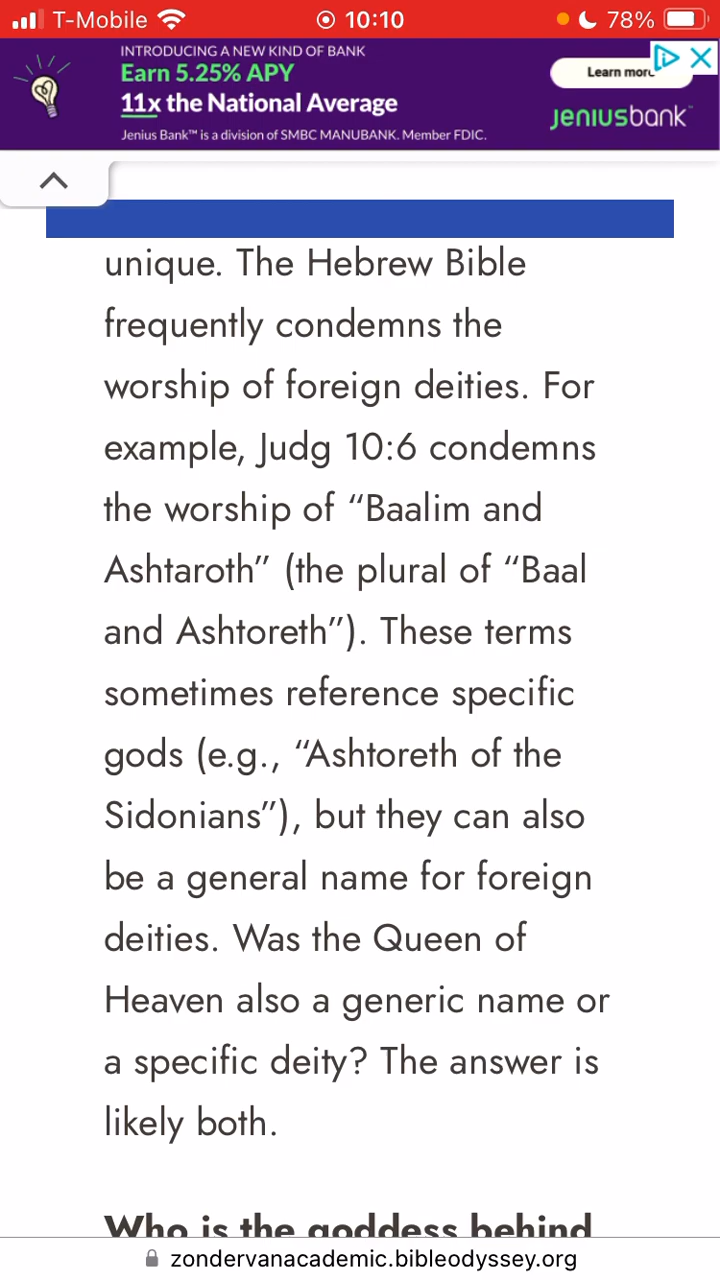 T-Mobile 10:10 78%
INTRODUCING A NEW KIND OF BANK
Earn 5.25% APY
11x the National Average
Jenius Bank™ is a division of SMBC MANUBANK. Member FDIC.
Learn more
jeniusbank
unique. The Hebrew Bible
frequently condemns the
worship of foreign deities. For
example, Judg 10:6 condemns
the worship of “Baalim and
Ashtaroth” (the plural of “Baal
and Ashtoreth”). These terms
sometimes reference specific
gods (e.g., “Ashtoreth of the
Sidonians”), but they can also
be a general name for foreign
deities. Was the Queen of
Heaven also a generic name or
a specific deity? The answer is
likely both.
Who is the goddess behind
zondervanacademic.bibleodyssey.org